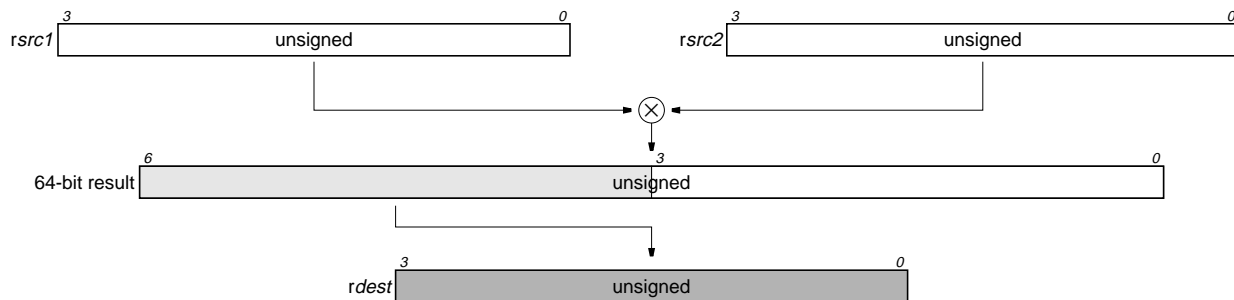 3 0 3 0
rsrc1 unsigned rsrc2 unsigned
6 3 0
64-bit result unsigned
3 0
rdest unsigned